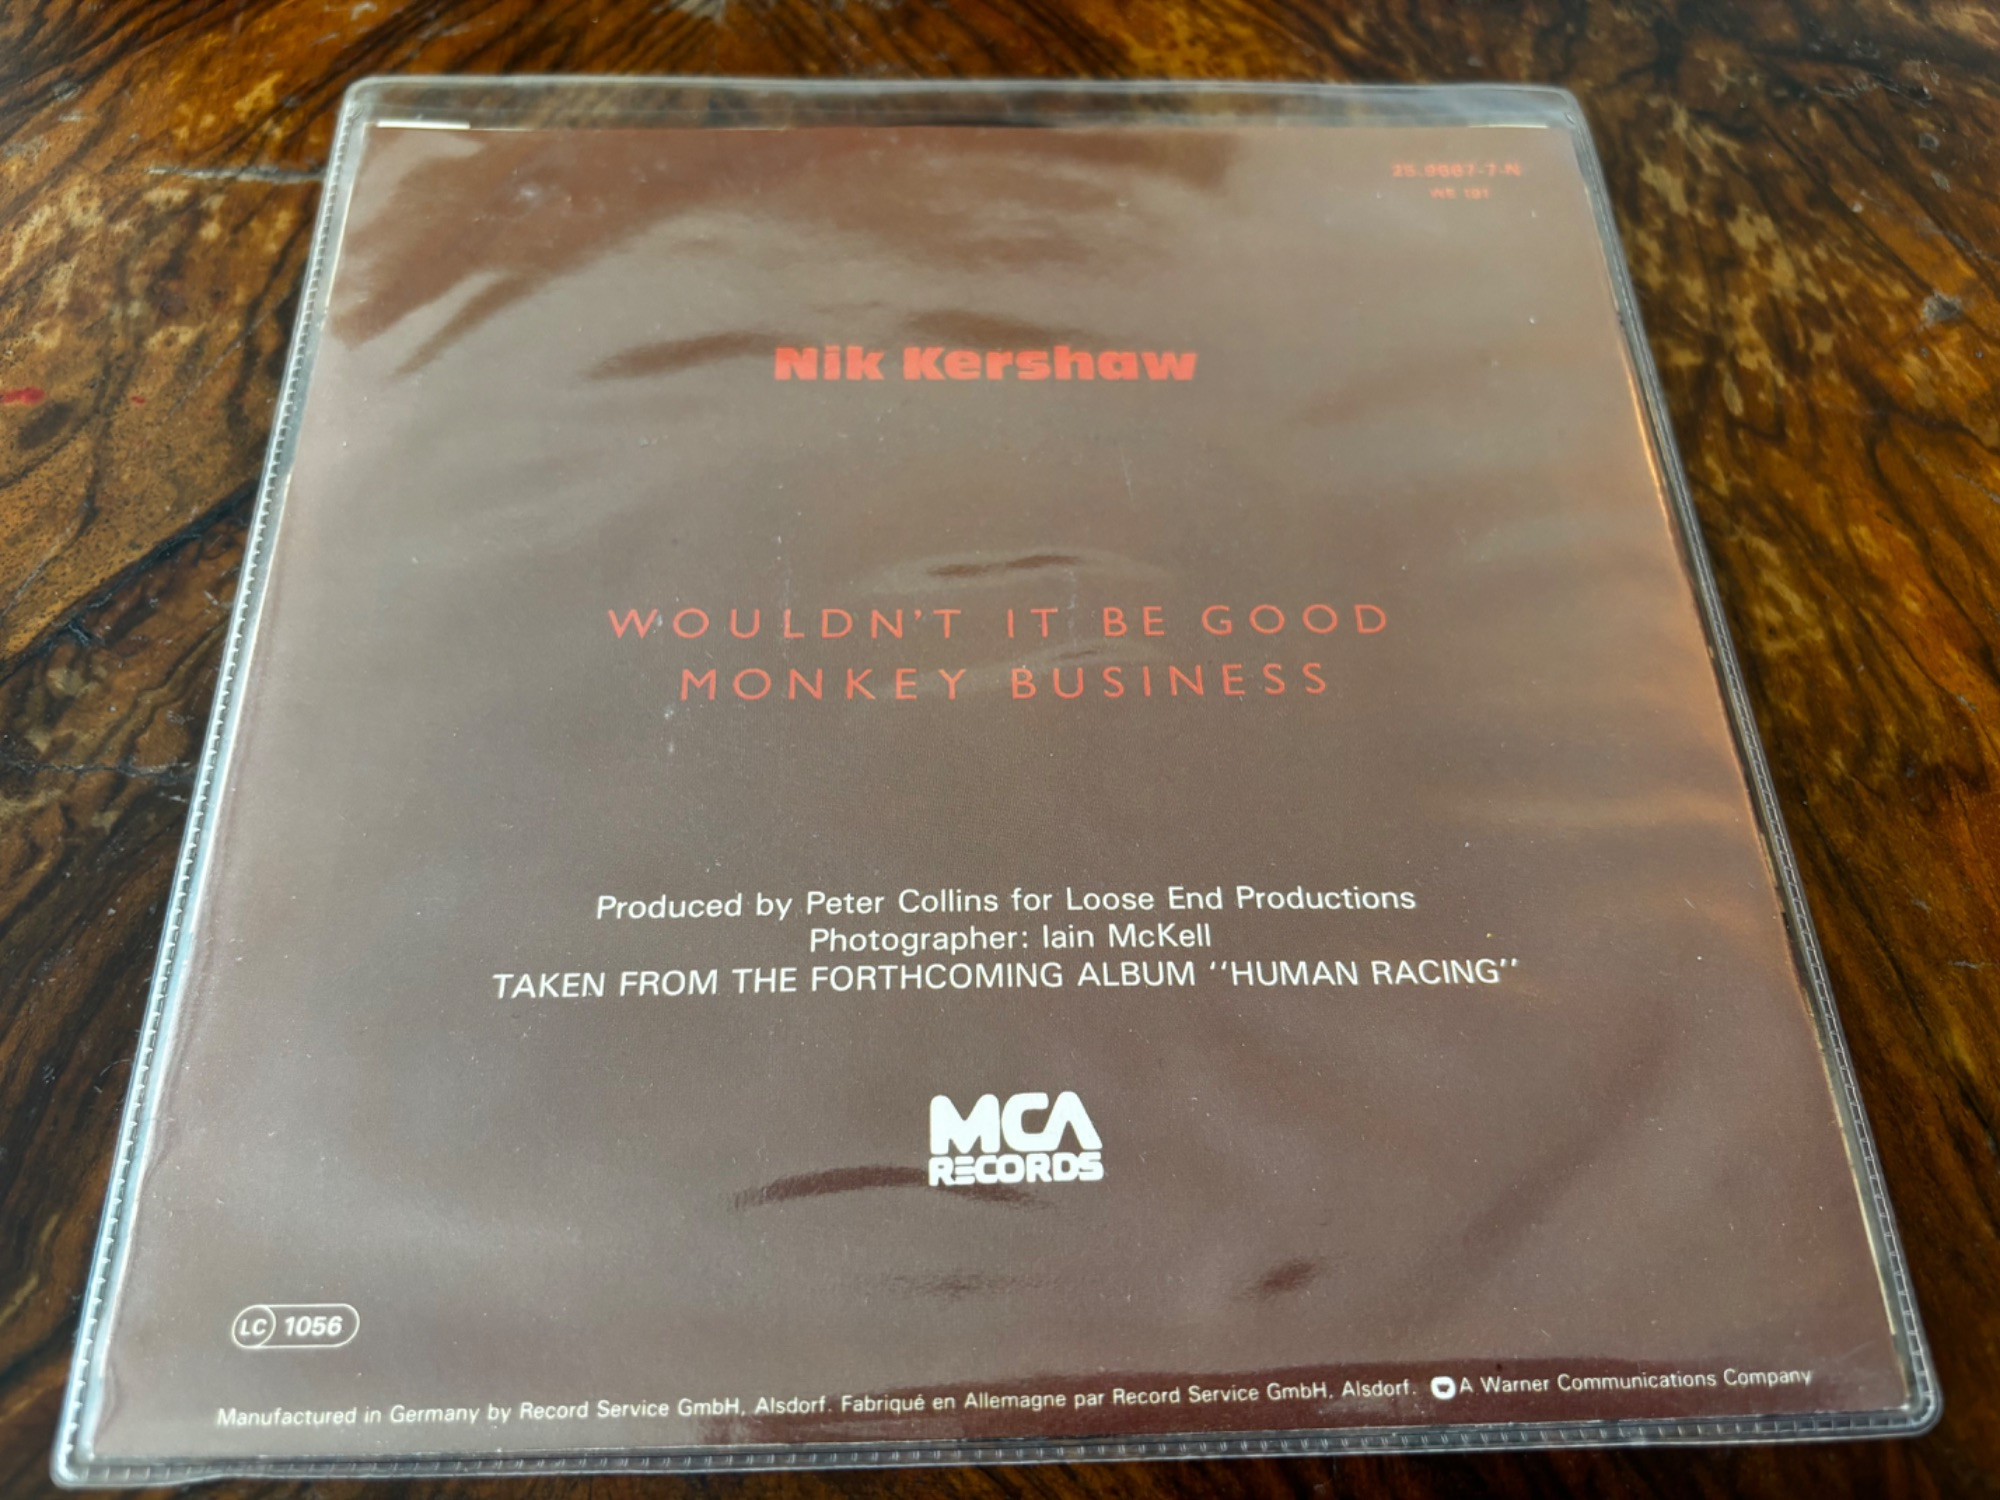 WE 191
Nik Kershaw
WOULDN'T IT BE GOOD
MONKEY BUSINESS
Produced by Peter Collins for Loose End Productions
Photographer: Iain McKell
TAKEN FROM THE FORTHCOMING ALBUM ''HUMAN RACING''
MCA
RECORDS
LC 1056
Manufactured in Germany by Record Service GmbH, Alsdorf. Fabriqué en Allemagne par Record Service GmbH, Alsdorf. A Warner Communications Company